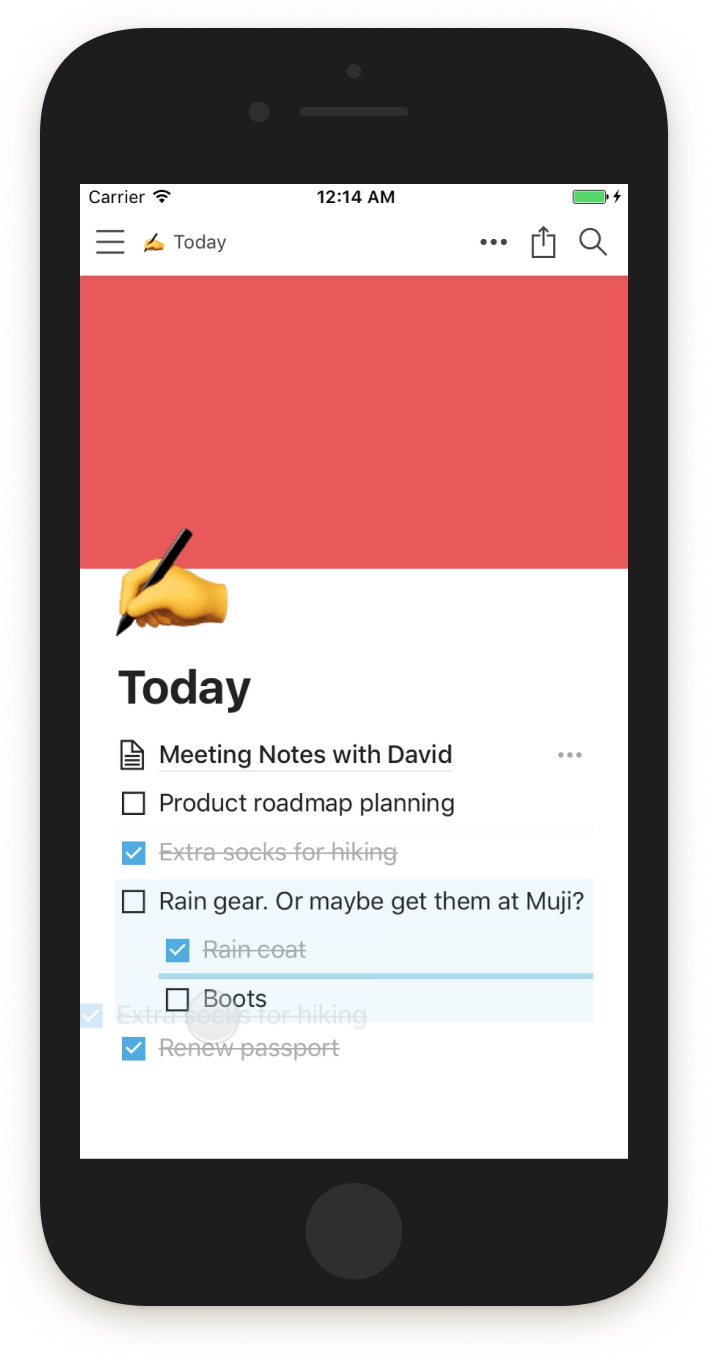 Carrier 12:14 AM
Today
Today
Meeting Notes with David
Product roadmap planning
Extra socks for hiking
Rain gear. Or maybe get them at Muji?
Rain coat
Boots
Extra socks for hiking
Renew passport